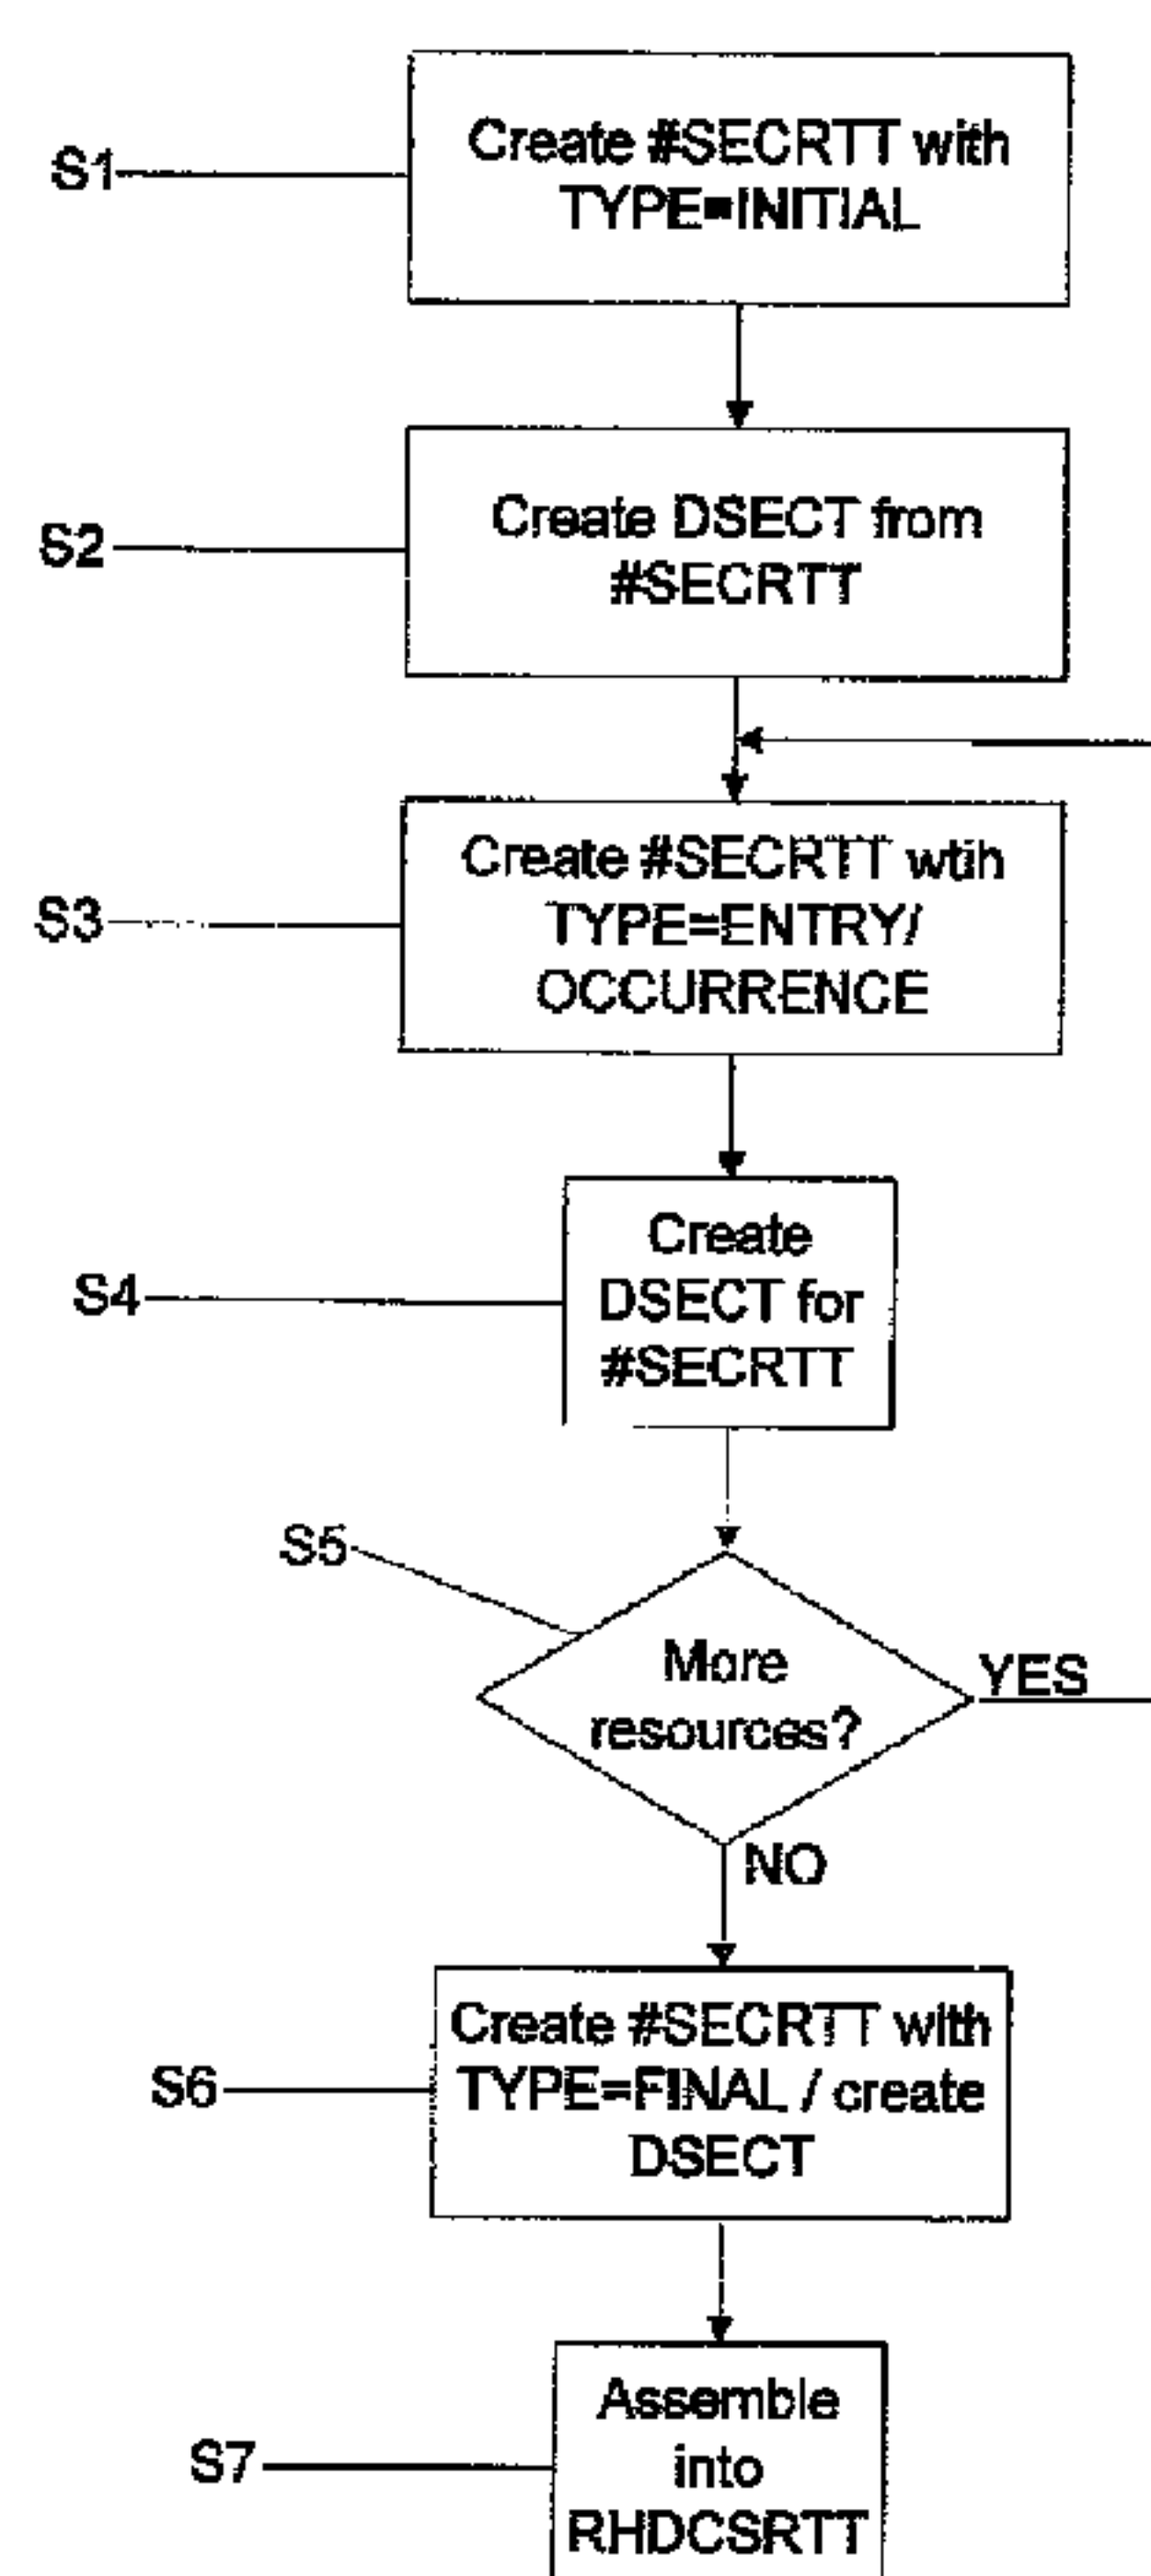 S1
Create #SECRTT with
TYPE=INITIAL
S2
Create DSECT from
#SECRTT
S3
Create #SECRTT wtih
TYPE=ENTRY/
OCCURRENCE
S4
Create
DSECT for
#SECRTT
S5
More
resources?
YES
NO
S6
Create #SECRTT with
TYPE=FINAL / create
DSECT
S7
Assemble
into
RHDCSRTT